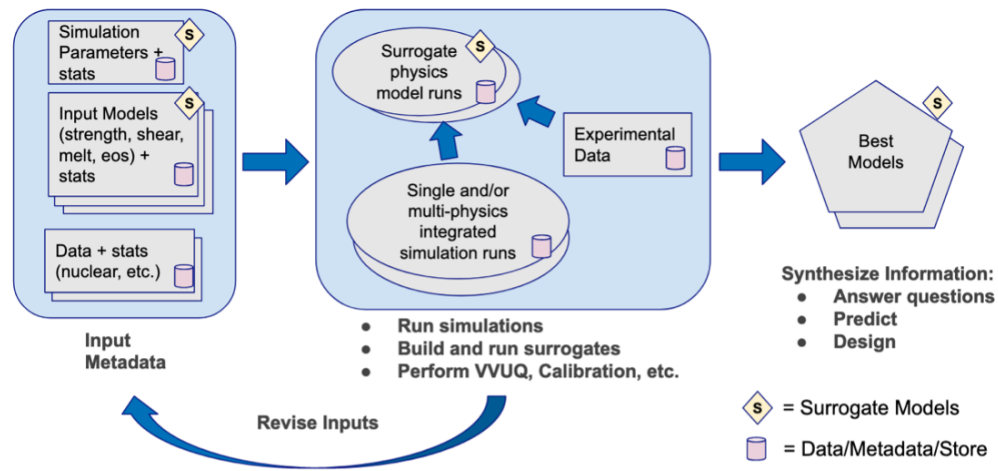 Simulation
Parameters +
stats
S
Input Models
(strength, shear,
melt, eos) +
stats
S
Data + stats
(nuclear, etc.)
Input
Metadata
Surrogate
physics
model runs
S
Experimental
Data
Single and/or
multi-physics
integrated
simulation runs
● Run simulations
● Build and run surrogates
● Perform VVUQ, Calibration, etc.
Revise Inputs
Best
Models
S
Synthesize Information:
● Answer questions
● Predict
● Design
S = Surrogate Models
= Data/Metadata/Store